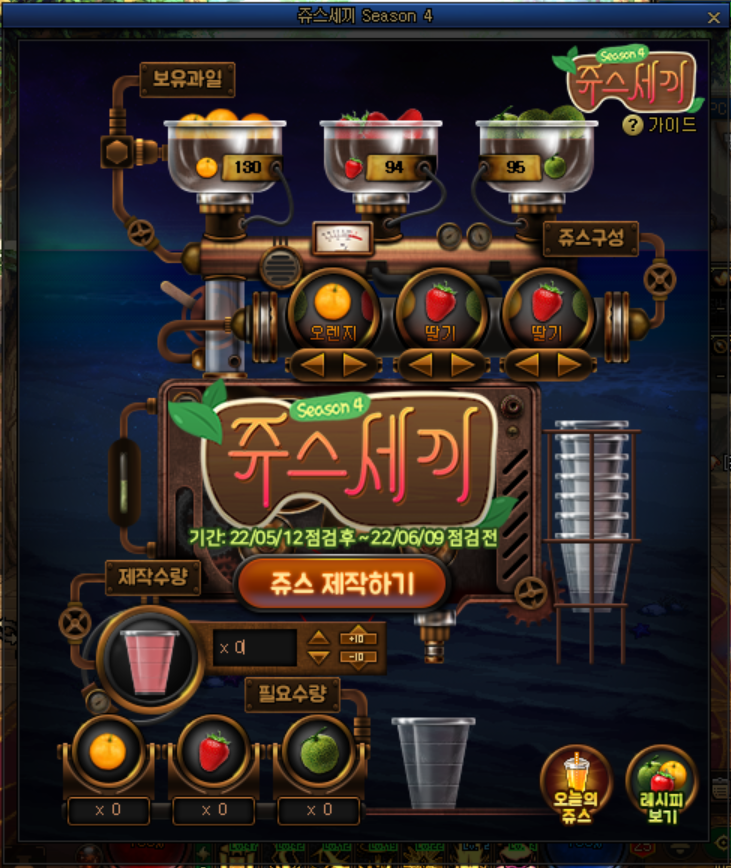 쥬스세끼 Season 4
보유과일
Season 4
쥬스세끼
? 가이드
130
94
95
쥬스구성
오렌지
딸기
딸기
Season 4
쥬스세끼
기간: 22/05/12 점검 후 ~ 22/06/09 점검 전
쥬스 제작하기
제작수량
x 0
+10
-10
필요수량
x 0
x 0
x 0
오늘의
쥬스
레시피
보기